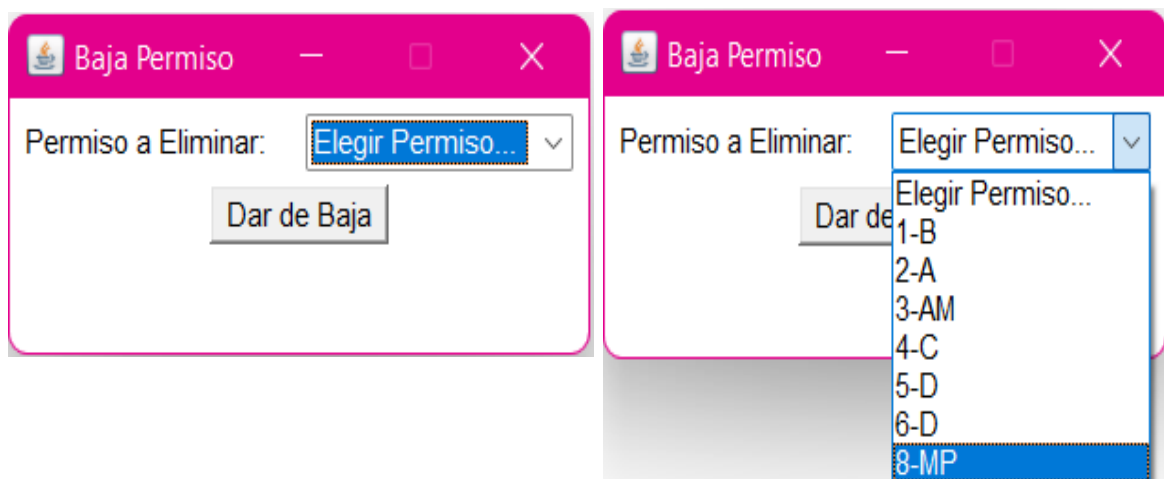 Baja Permiso
Permiso a Eliminar: Elegir Permiso...
Dar de Baja
Baja Permiso
Permiso a Eliminar: Elegir Permiso...
Dar de
Elegir Permiso...
1-B
2-A
3-AM
4-C
5-D
6-D
8-MP